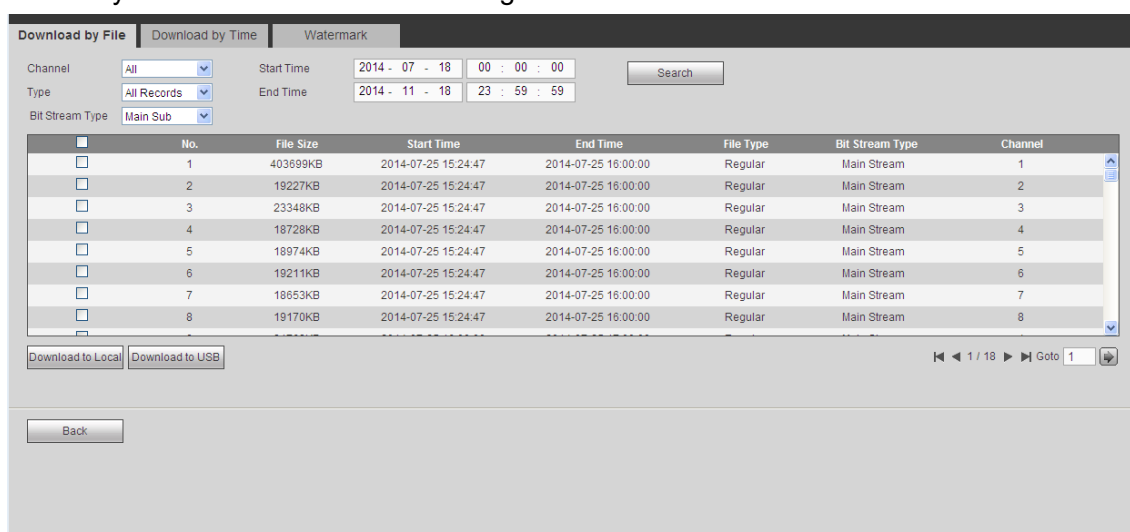 Download by File Download by Time Watermark
Channel All Start Time 2014 - 07 - 18 00 : 00 : 00 Search
Type All Records End Time 2014 - 11 - 18 23 : 59 : 59
Bit Stream Type Main Sub
No. File Size Start Time End Time File Type Bit Stream Type Channel
1 403699KB 2014-07-25 15:24:47 2014-07-25 16:00:00 Regular Main Stream 1
2 19227KB 2014-07-25 15:24:47 2014-07-25 16:00:00 Regular Main Stream 2
3 23348KB 2014-07-25 15:24:47 2014-07-25 16:00:00 Regular Main Stream 3
4 18728KB 2014-07-25 15:24:47 2014-07-25 16:00:00 Regular Main Stream 4
5 18974KB 2014-07-25 15:24:47 2014-07-25 16:00:00 Regular Main Stream 5
6 19211KB 2014-07-25 15:24:47 2014-07-25 16:00:00 Regular Main Stream 6
7 18653KB 2014-07-25 15:24:47 2014-07-25 16:00:00 Regular Main Stream 7
8 19170KB 2014-07-25 15:24:47 2014-07-25 16:00:00 Regular Main Stream 8
Download to Local Download to USB 1 / 18 Goto 1
Back